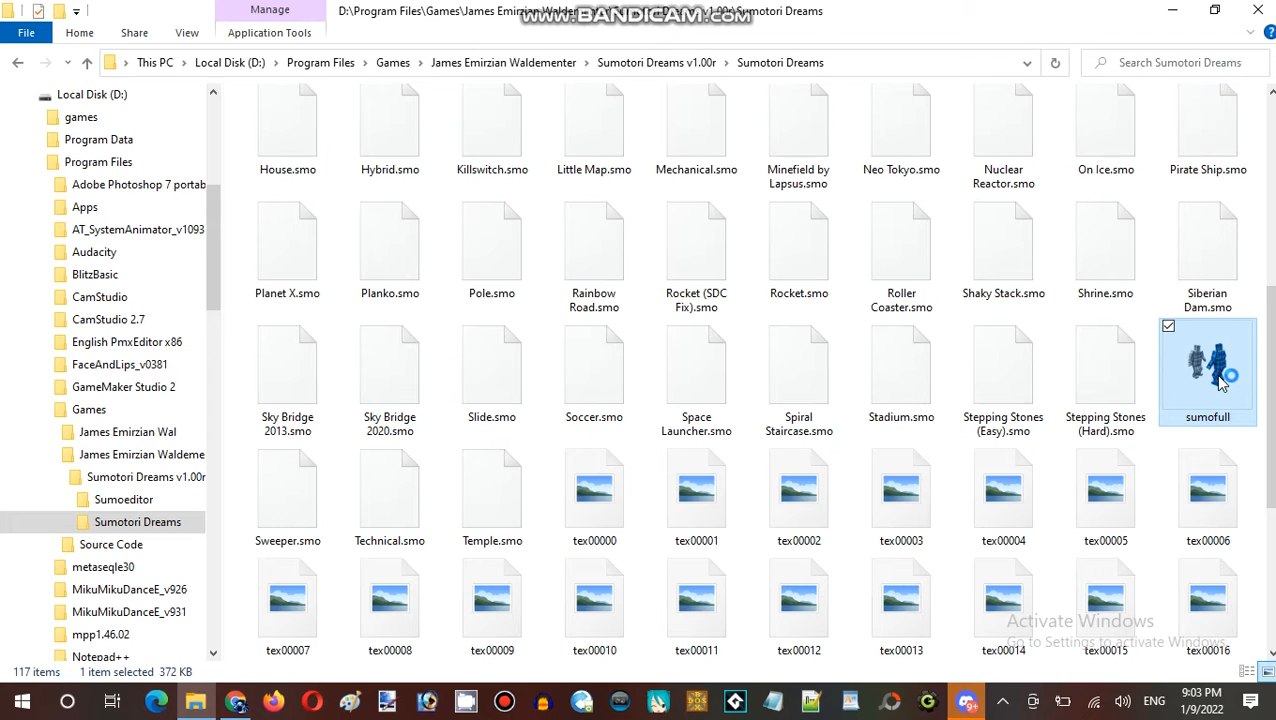 Manage
D:\Program Files\Games\James Emirzian Waldementer\Sumotori Dreams v1.00r\Sumotori Dreams
www.BANDICAM.com
File
Home
Share
View
Application Tools
This PC
Local Disk (D:)
Program Files
Games
James Emirzian Waldementer
Sumotori Dreams v1.00r
Sumotori Dreams
Search Sumotori Dreams
Local Disk (D:)
games
Program Data
Program Files
Adobe Photoshop 7 portab
Apps
AT_SystemAnimator_v1093
Audacity
BlitzBasic
CamStudio
CamStudio 2.7
English PmxEditor x86
FaceAndLips_v0381
GameMaker Studio 2
Games
James Emirzian Wal
James Emirzian Waldeme
Sumotori Dreams v1.00r
Sumoeditor
Sumotori Dreams
Source Code
metaseqle30
MikuMikuDanceE_v926
MikuMikuDanceE_v931
mpp1.46.02
Notepad++
House.smo
Hybrid.smo
Killswitch.smo
Little Map.smo
Mechanical.smo
Minefield by
Lapsus.smo
Neo Tokyo.smo
Nuclear
Reactor.smo
On Ice.smo
Pirate Ship.smo
Planet X.smo
Planko.smo
Pole.smo
Rainbow
Road.smo
Rocket (SDC
Fix).smo
Rocket.smo
Roller
Coaster.smo
Shaky Stack.smo
Shrine.smo
Siberian
Dam.smo
Sky Bridge
2013.smo
Sky Bridge
2020.smo
Slide.smo
Soccer.smo
Space
Launcher.smo
Spiral
Staircase.smo
Stadium.smo
Stepping Stones
(Easy).smo
Stepping Stones
(Hard).smo
sumofull
Sweeper.smo
Technical.smo
Temple.smo
tex00000
tex00001
tex00002
tex00003
tex00004
tex00005
tex00006
tex00007
tex00008
tex00009
tex00010
tex00011
tex00012
tex00013
tex00014
tex00015
tex00016
Activate Windows
Go to Settings to activate Windows.
117 items
1 item selected 372 KB
ENG
9:03 PM
1/9/2022